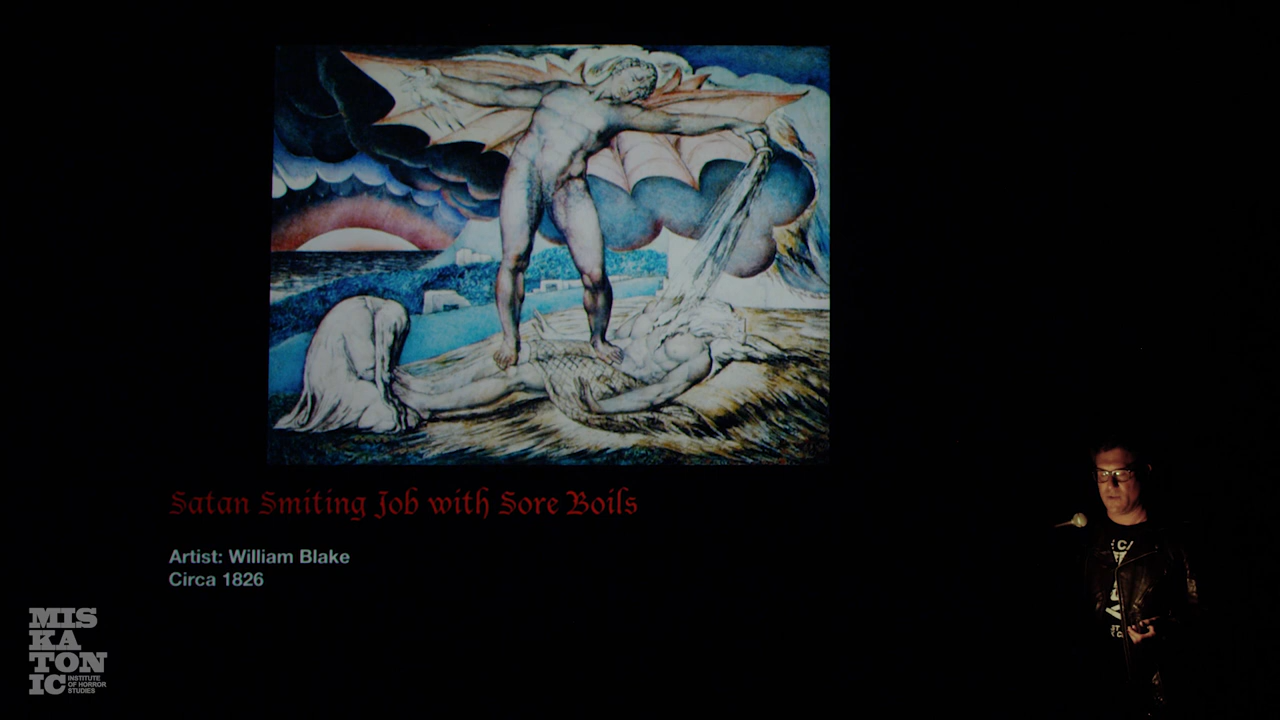 Satan Smiting Job with Sore Boils
Artist: William Blake
Circa 1826
MIS
KA
TON
IC INSTITUTE
OF HORROR
STUDIES